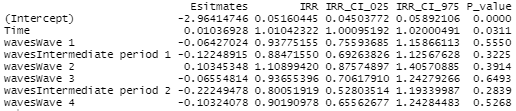 Esitmates IRR IRR_CI_025 IRR_CI_975 P_value
(Intercept) -2.96414746 0.05160445 0.04503772 0.05892106 0.0000
Time 0.01036928 1.01042322 1.00095192 1.02000491 0.0311
wavesWave 1 -0.06427024 0.93775155 0.75593685 1.15866113 0.5550
wavesIntermediate period 1 -0.12248915 0.88471550 0.69263826 1.12567628 0.3225
wavesWave 2 0.10345348 1.10899420 0.87574897 1.40570885 0.3914
wavesWave 3 -0.06554814 0.93655396 0.70617910 1.24279266 0.6493
wavesIntermediate period 2 -0.22249478 0.80051919 0.52803514 1.19339987 0.2839
wavesWave 4 -0.10324078 0.90190978 0.65562677 1.24284483 0.5268